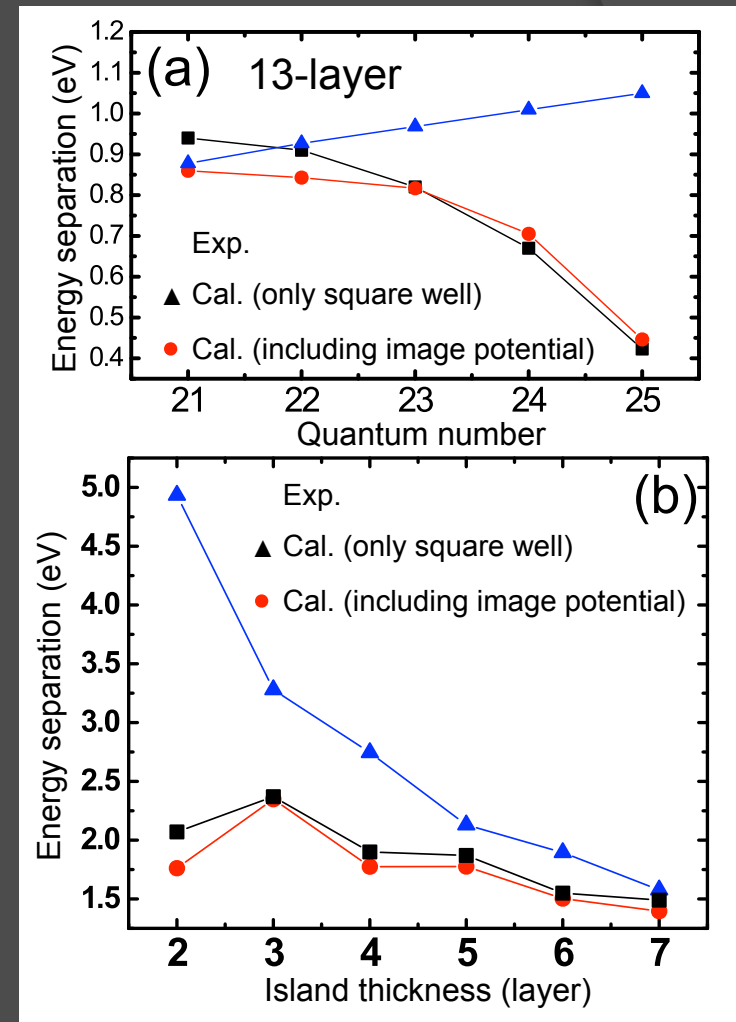 (a) 13-layer
Energy separation (eV)
1.2
1.1
1.0
0.9
0.8
0.7
0.6
0.5
0.4
Exp.
▲ Cal. (only square well)
● Cal. (including image potential)
21 22 23 24 25
Quantum number
(b)
Energy separation (eV)
5.0
4.5
4.0
3.5
3.0
2.5
2.0
1.5
Exp.
▲ Cal. (only square well)
● Cal. (including image potential)
2 3 4 5 6 7
Island thickness (layer)